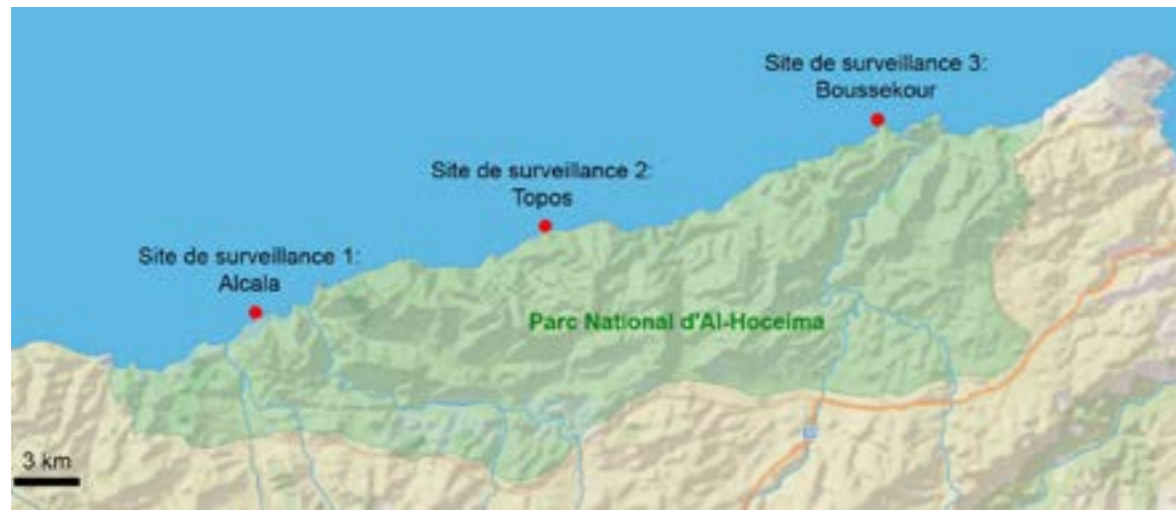 Site de surveillance 3:
Boussekour
Site de surveillance 2:
Topos
Site de surveillance 1:
Alcala
Parc National d'Al-Hoceima
3 km